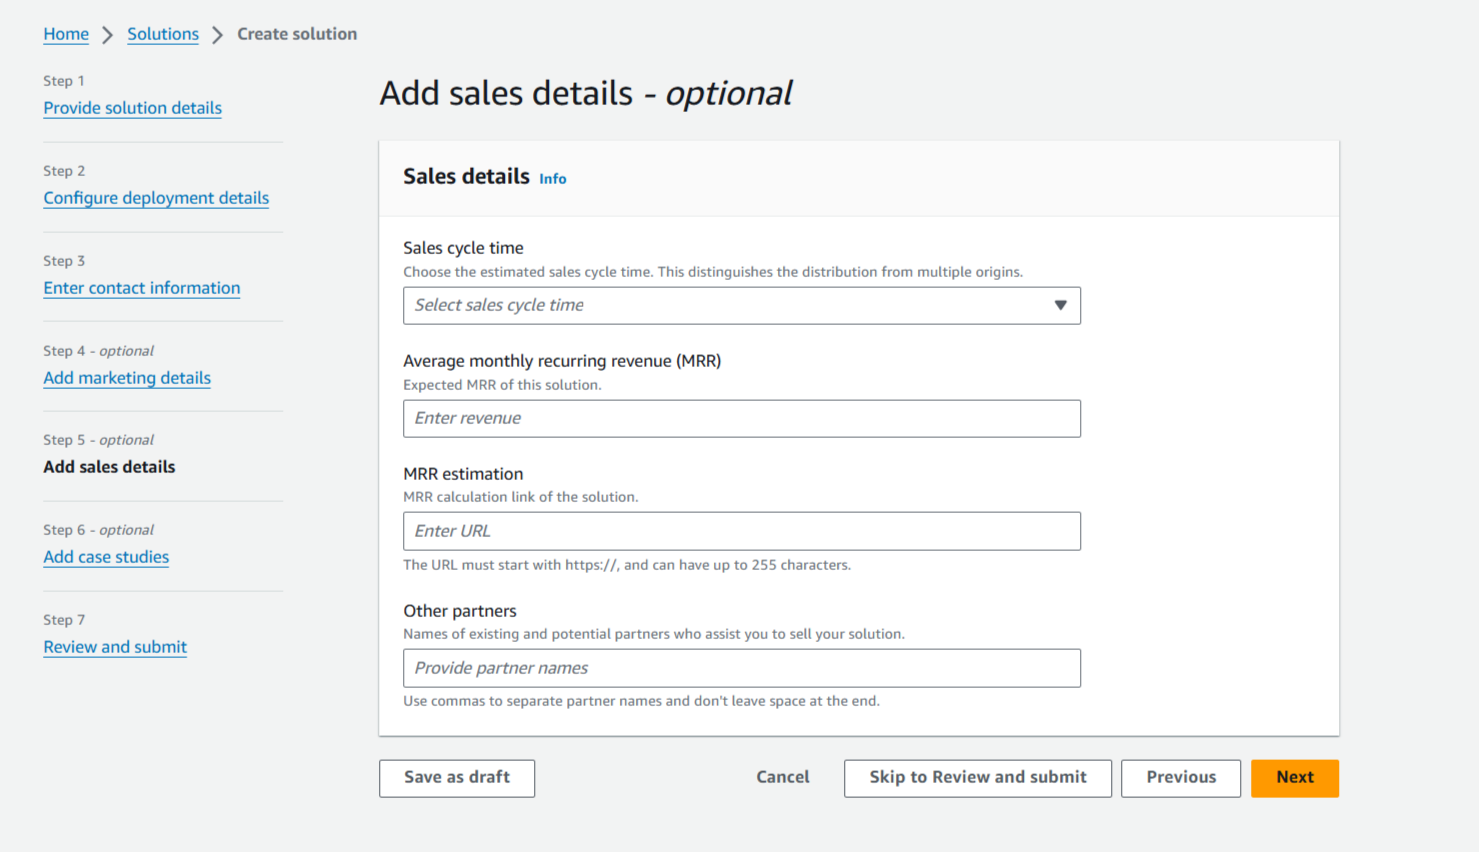 Home > Solutions > Create solution
Step 1
Provide solution details
Step 2
Configure deployment details
Step 3
Enter contact information
Step 4 - optional
Add marketing details
Step 5 - optional
Add sales details
Step 6 - optional
Add case studies
Step 7
Review and submit
Add sales details - optional
Sales details Info
Sales cycle time
Choose the estimated sales cycle time. This distinguishes the distribution from multiple origins.
Select sales cycle time
Average monthly recurring revenue (MRR)
Expected MRR of this solution.
Enter revenue
MRR estimation
MRR calculation link of the solution.
Enter URL
The URL must start with https://, and can have up to 255 characters.
Other partners
Names of existing and potential partners who assist you to sell your solution.
Provide partner names
Use commas to separate partner names and don't leave space at the end.
Save as draft Cancel Skip to Review and submit Previous Next